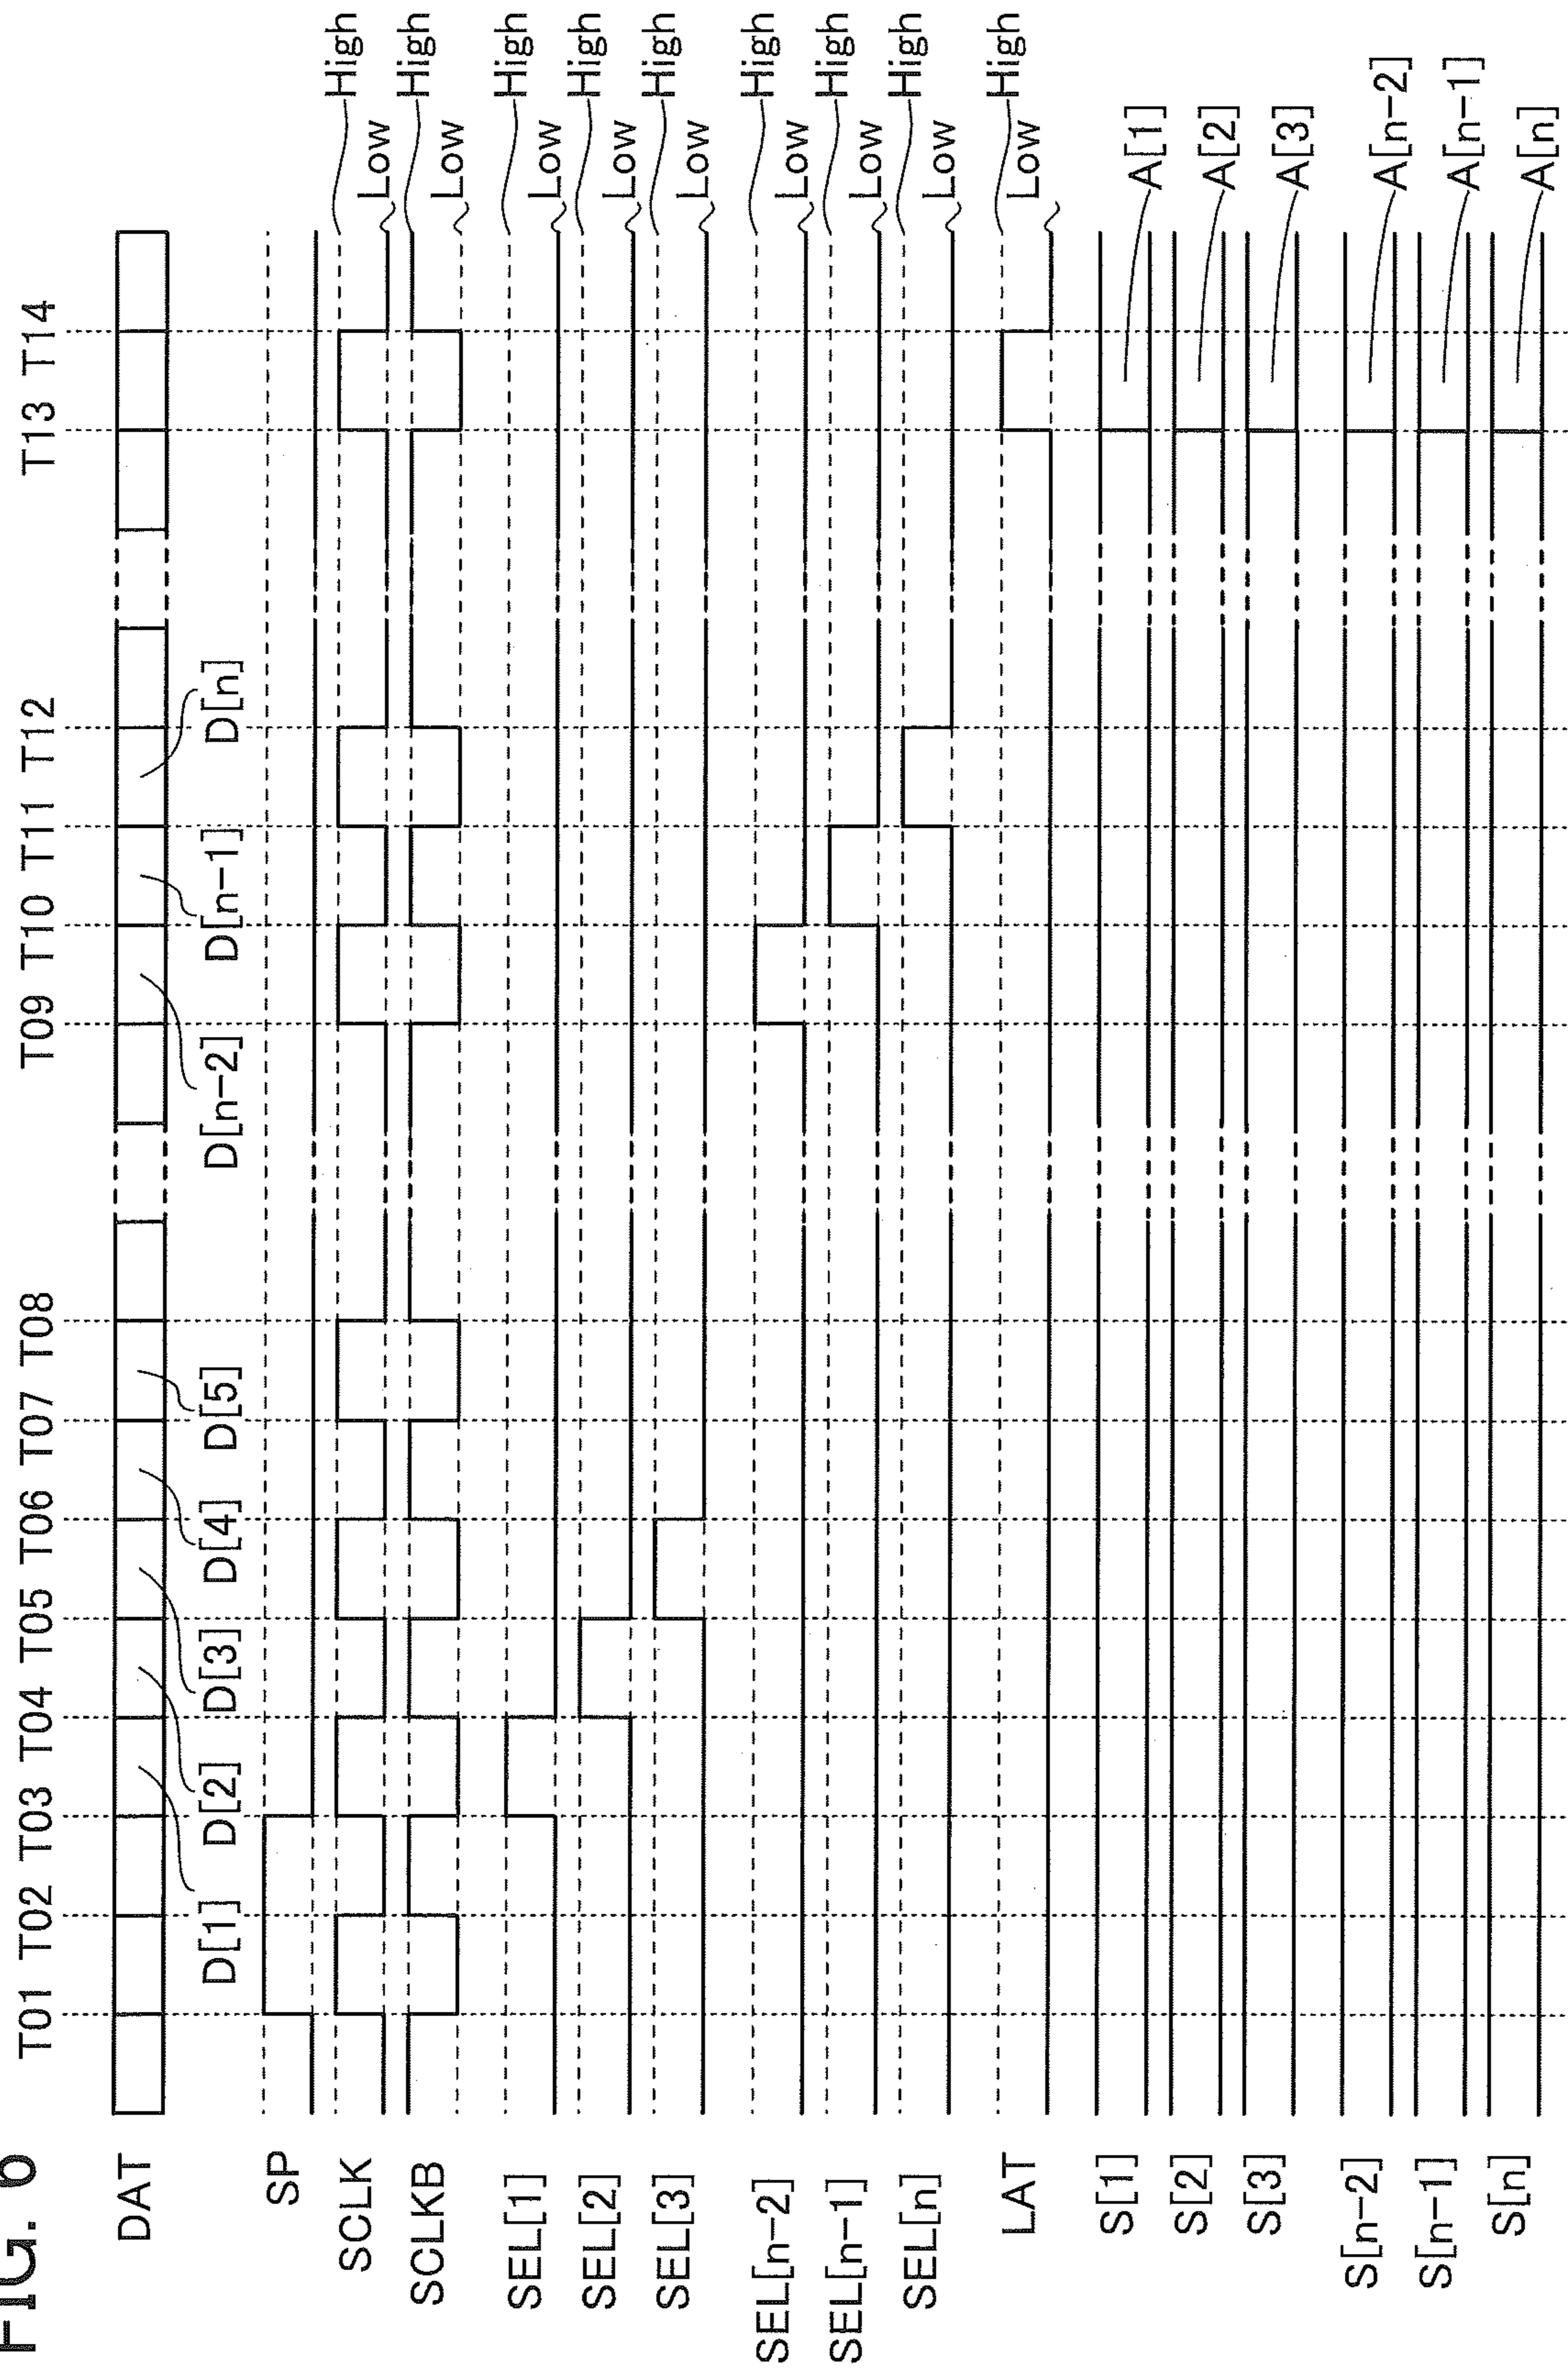 FIG. 6
T01 T02 T03 T04 T05 T06 T07 T08 T09 T10 T11 T12 T13 T14
DAT
D[1] D[2] D[3] D[4] D[5] D[n-2] D[n-1] D[n]
SP
SCLK High Low
SCLKB High Low
SEL[1] High Low
SEL[2] High Low
SEL[3] High Low
SEL[n-2] High Low
SEL[n-1] High Low
SEL[n] High Low
LAT High Low
S[1] A[1]
S[2] A[2]
S[3] A[3]
S[n-2] A[n-2]
S[n-1] A[n-1]
S[n] A[n]